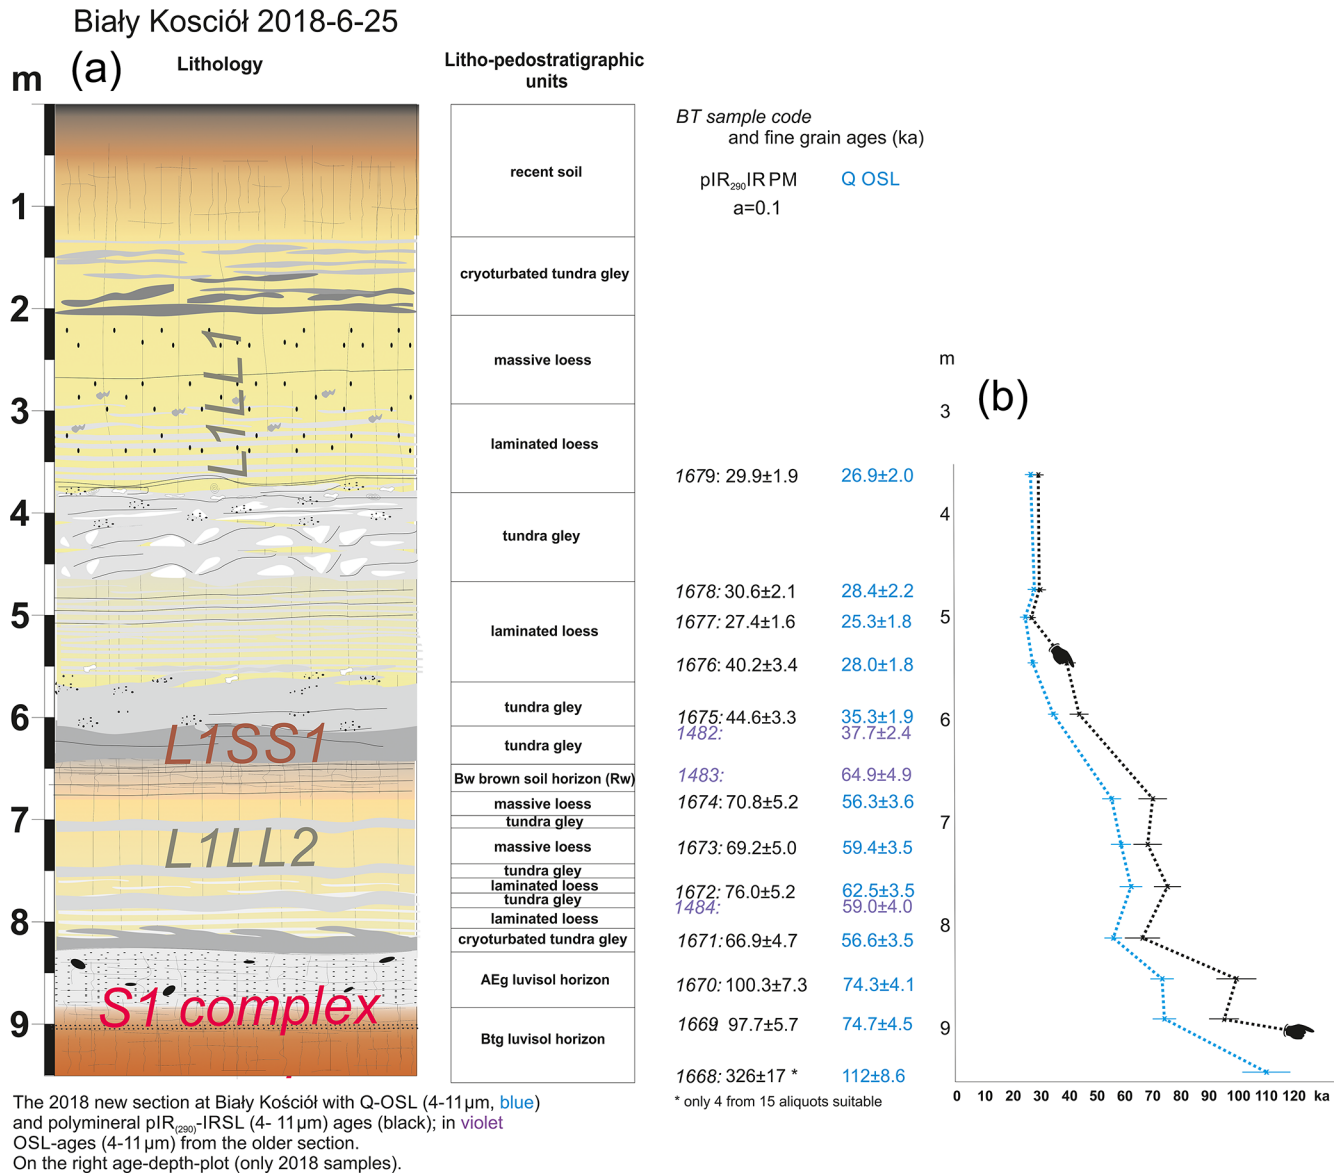 Biały Kosciół 2018-6-25
(a)
Lithology
Litho-pedostratigraphic
units
m
1
2
3
4
5
6
7
8
9
L1LL1
L1SS1
L1LL2
S1 complex
recent soil
cryoturbated tundra gley
massive loess
laminated loess
tundra gley
laminated loess
tundra gley
tundra gley
Bw brown soil horizon (Rw)
massive loess
tundra gley
massive loess
tundra gley
laminated loess
tundra gley
laminated loess
cryoturbated tundra gley
AEg luvisol horizon
Btg luvisol horizon
BT sample code
and fine grain ages (ka)
pIR290IR PM Q OSL
a=0.1
1679: 29.9±1.9 26.9±2.0
1678: 30.6±2.1 28.4±2.2
1677: 27.4±1.6 25.3±1.8
1676: 40.2±3.4 28.0±1.8
1675: 44.6±3.3 35.3±1.9
1482: 37.7±2.4
1483: 64.9±4.9
1674: 70.8±5.2 56.3±3.6
1673: 69.2±5.0 59.4±3.5
1672: 76.0±5.2 62.5±3.5
1484: 59.0±4.0
1671: 66.9±4.7 56.6±3.5
1670: 100.3±7.3 74.3±4.1
1669 97.7±5.7 74.7±4.5
1668: 326±17 * 112±8.6
* only 4 from 15 aliquots suitable
(b)
m
3
4
5
6
7
8
9
0 10 20 30 40 50 60 70 80 90 100 110 120 ka
The 2018 new section at Biały Kościół with Q-OSL (4-11µm, blue)
and polymineral pIR(290)-IRSL (4- 11µm) ages (black); in violet
OSL-ages (4-11µm) from the older section.
On the right age-depth-plot (only 2018 samples).